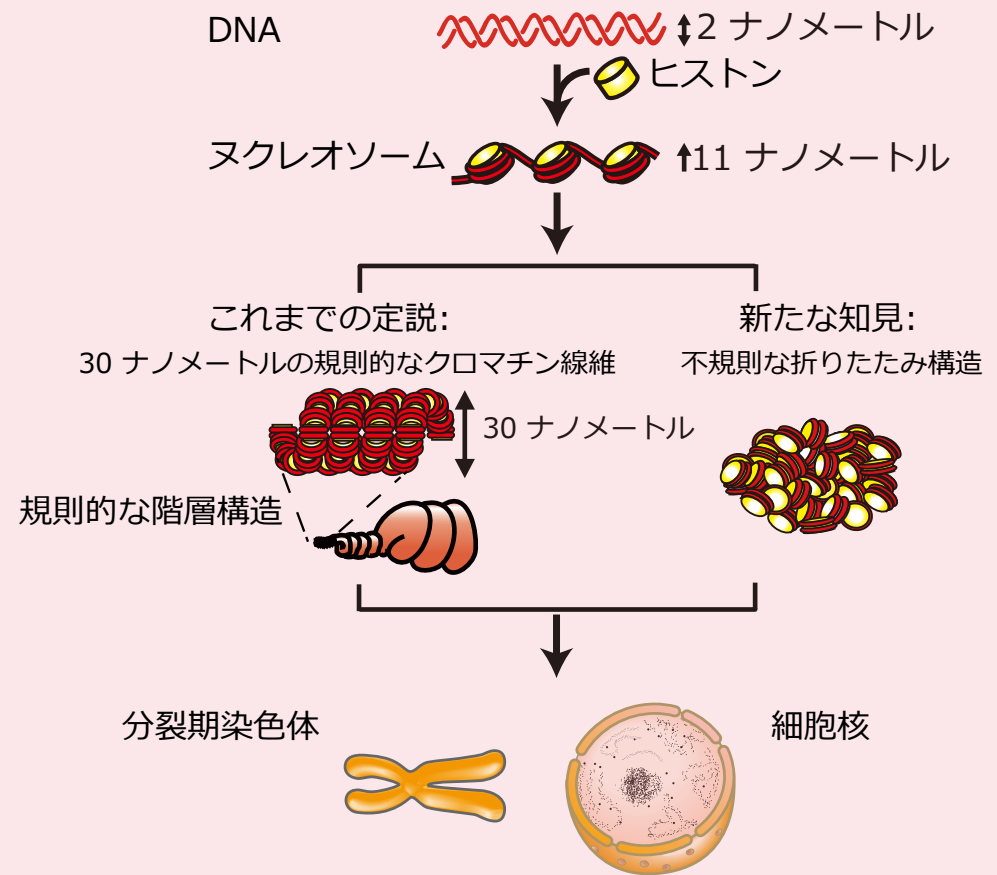 DNA
2 ナノメートル
ヒストン
ヌクレオソーム
11 ナノメートル
これまでの定説:
30 ナノメートルの規則的なクロマチン線維
新たな知見:
不規則な折りたたみ構造
30 ナノメートル
規則的な階層構造
分裂期染色体
細胞核